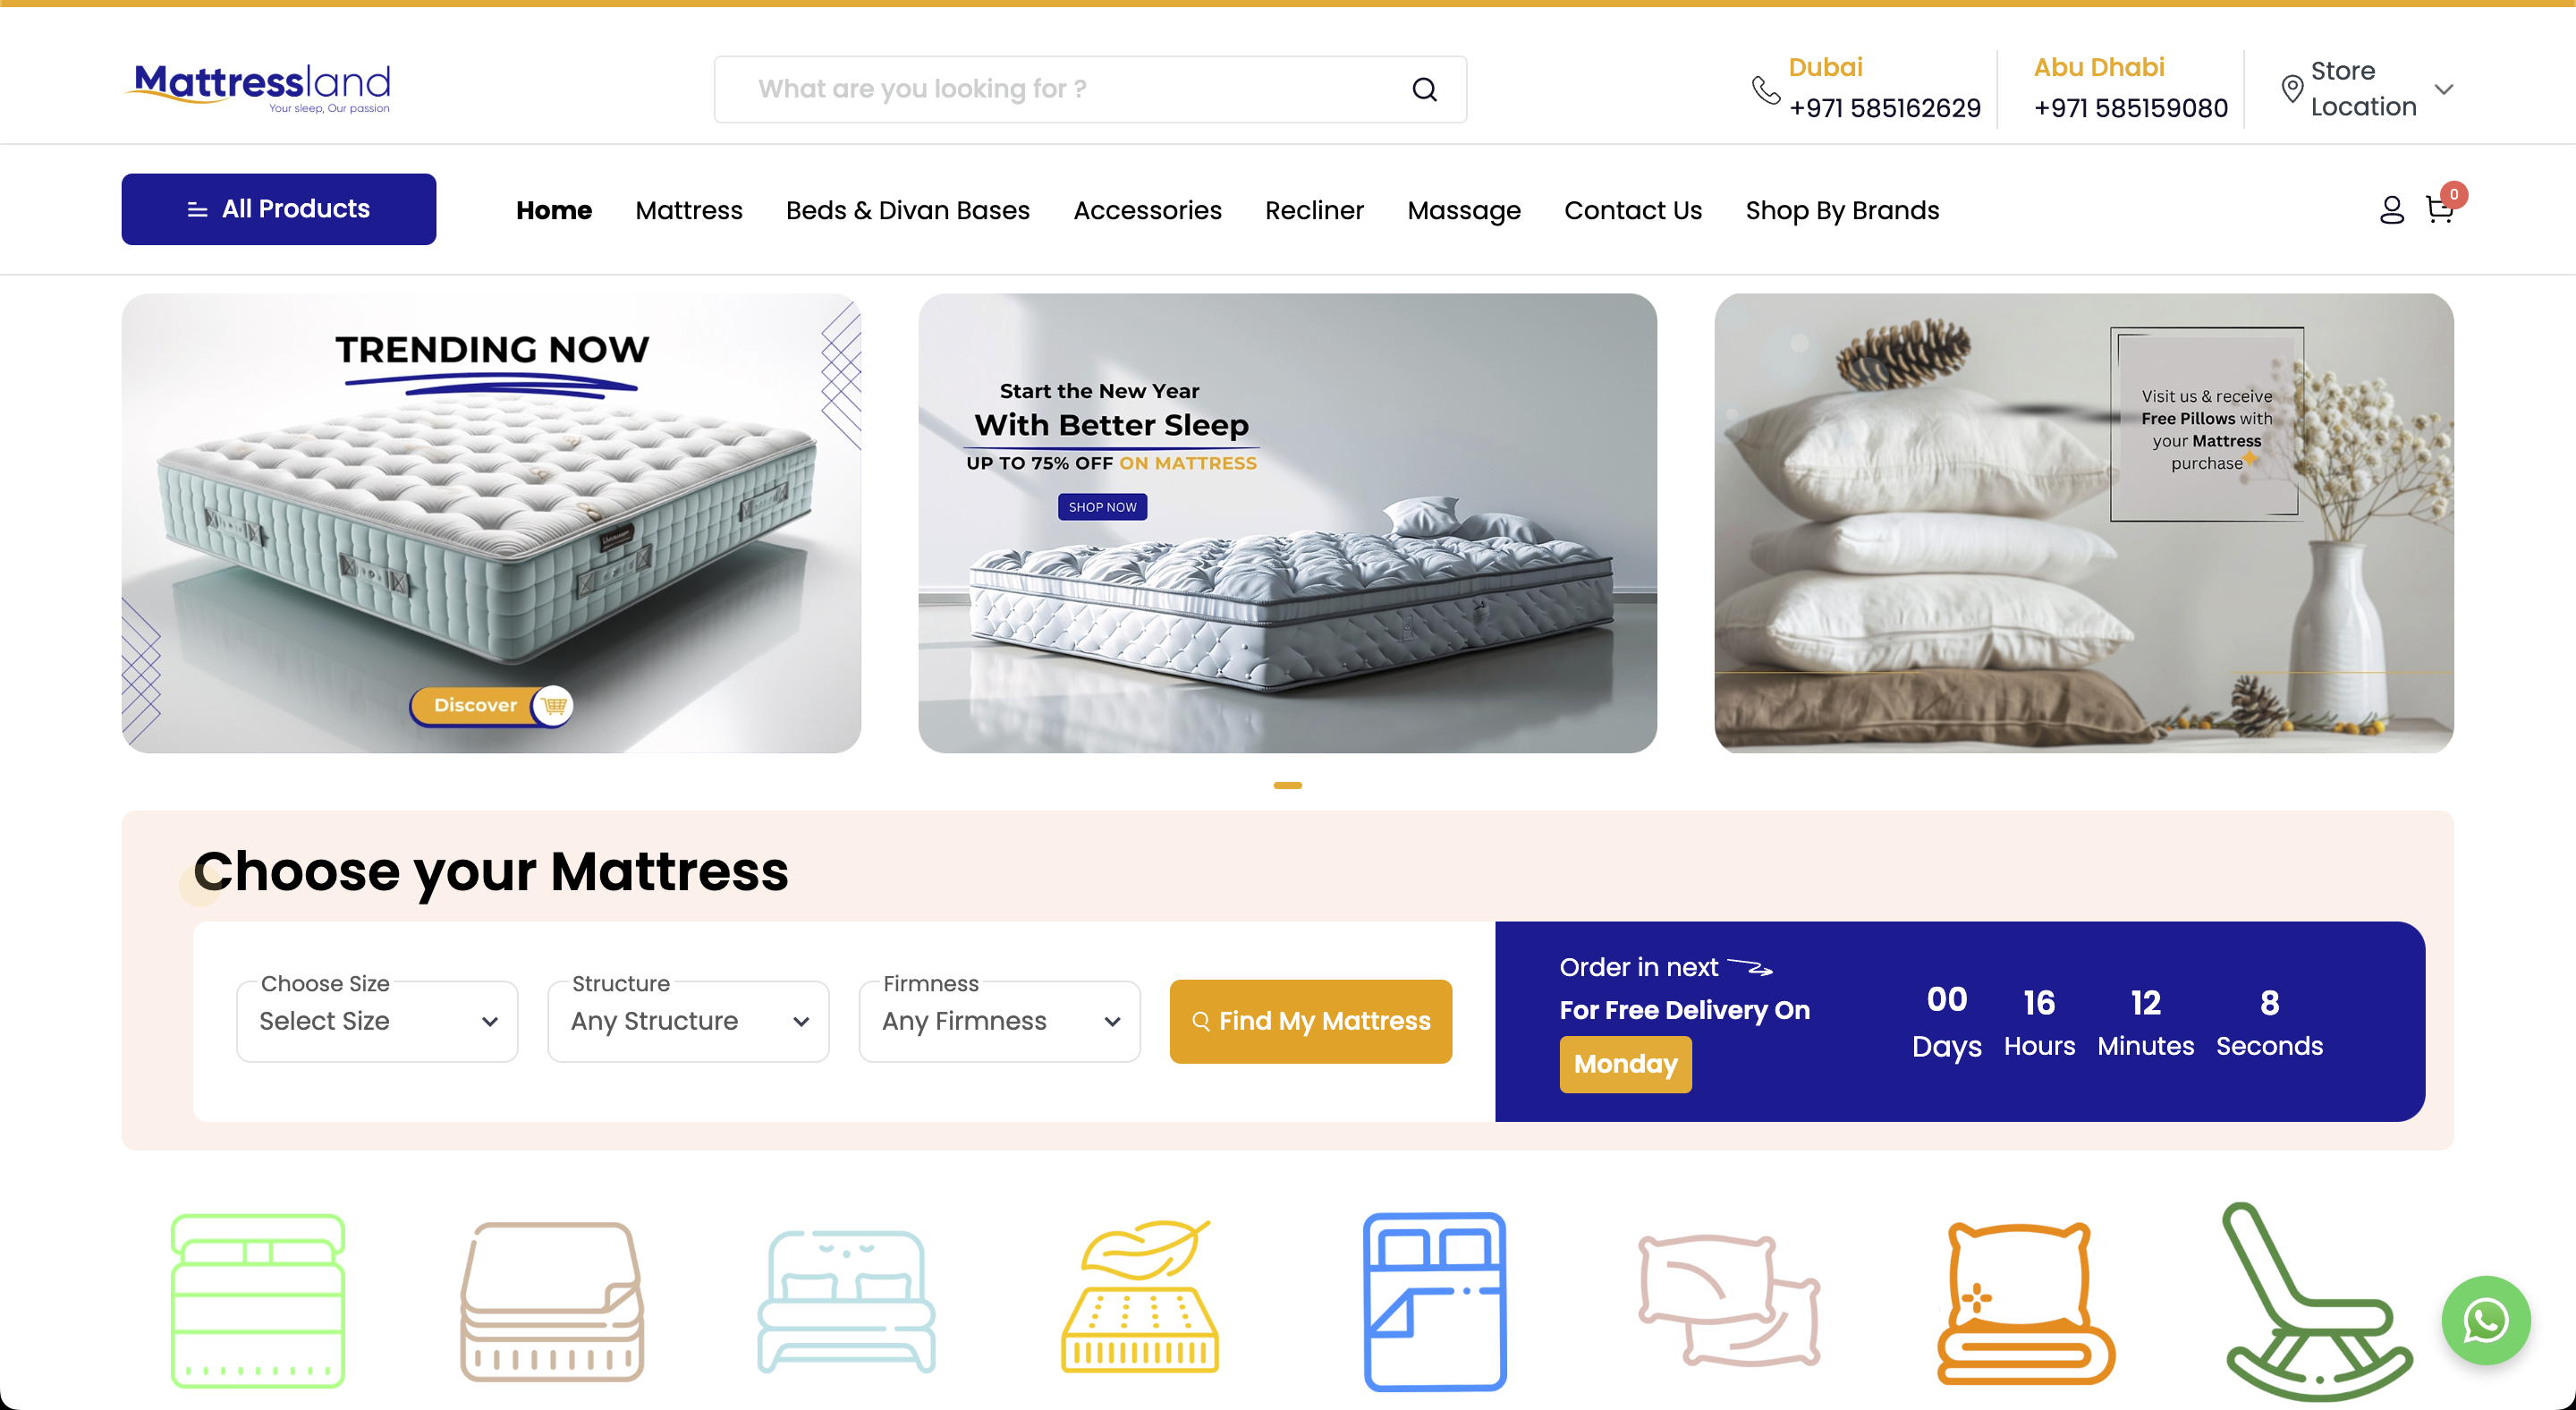 Mattressland
Your sleep, Our passion
What are you looking for ?
Dubai
+971 585162629
Abu Dhabi
+971 585159080
Store
Location
All Products
Home
Mattress
Beds & Divan Bases
Accessories
Recliner
Massage
Contact Us
Shop By Brands
0
TRENDING NOW
Discover
Start the New Year
With Better Sleep
UP TO 75% OFF ON MATTRESS
SHOP NOW
Visit us & receive
Free Pillows with
your Mattress
purchase
Choose your Mattress
Choose Size
Select Size
Structure
Any Structure
Firmness
Any Firmness
Find My Mattress
Order in next
For Free Delivery On
Monday
00
Days
16
Hours
12
Minutes
8
Seconds